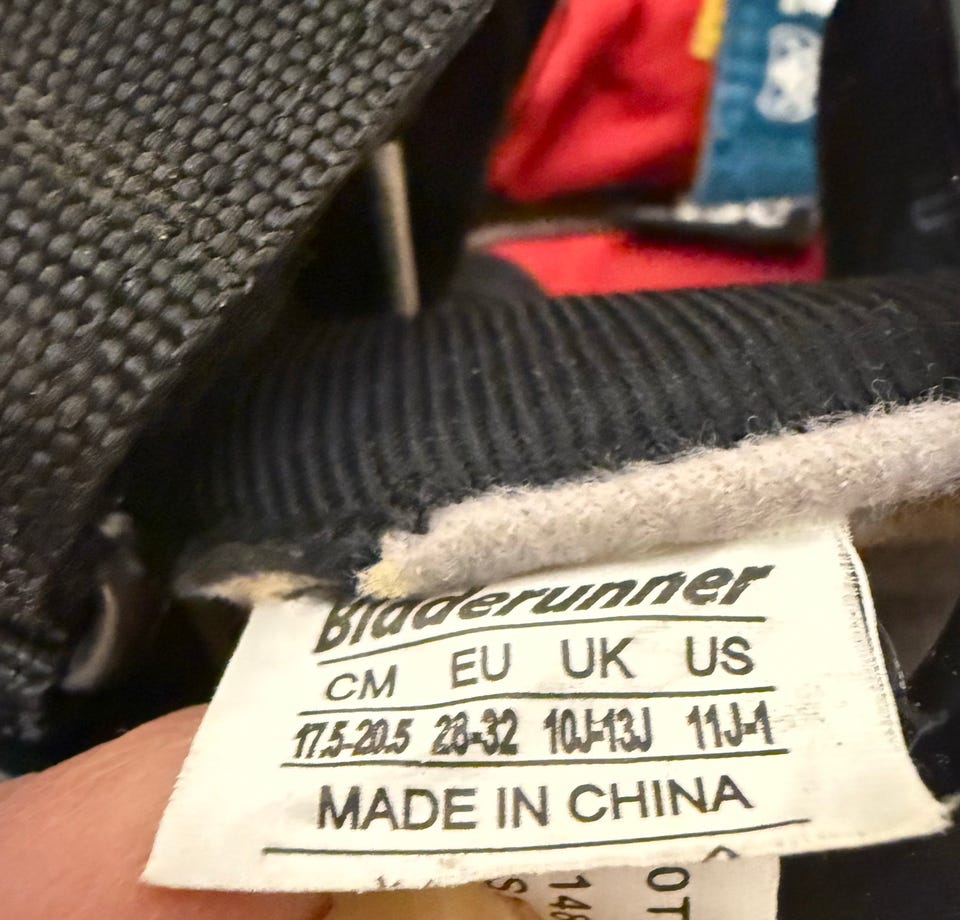 Bladerunner
CM EU UK US
17.5-20.5 28-32 10J-13J 11J-1
MADE IN CHINA